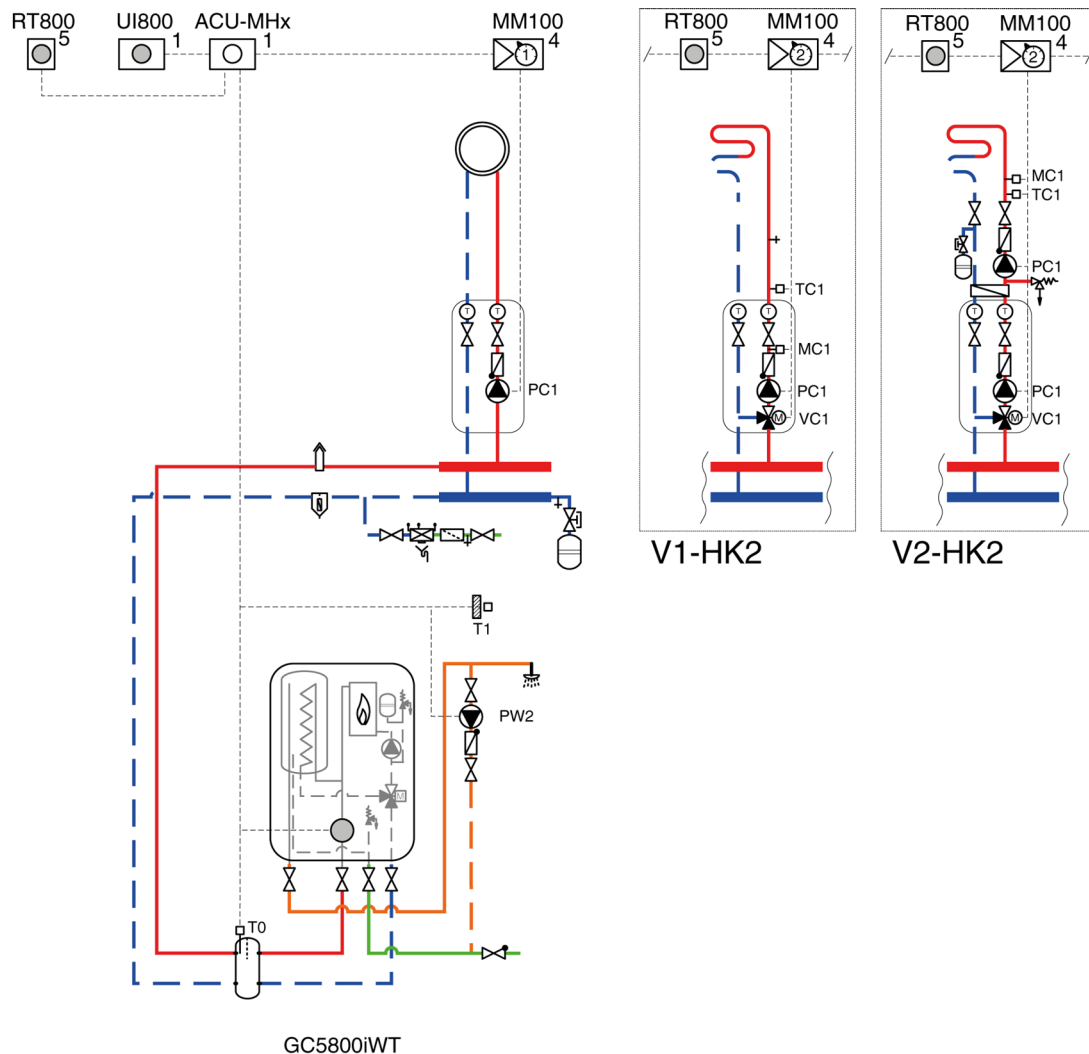 RT800
5
UI800
1
ACU-MHx
1
MM100
4
1
RT800
5
MM100
4
2
RT800
5
MM100
4
2
MC1
TC1
PC1
TC1
T T
T T
T T
MC1
PC1
PC1
PC1
M VC1
M VC1
V1-HK2
V2-HK2
T1
PW2
M
T0
GC5800iWT